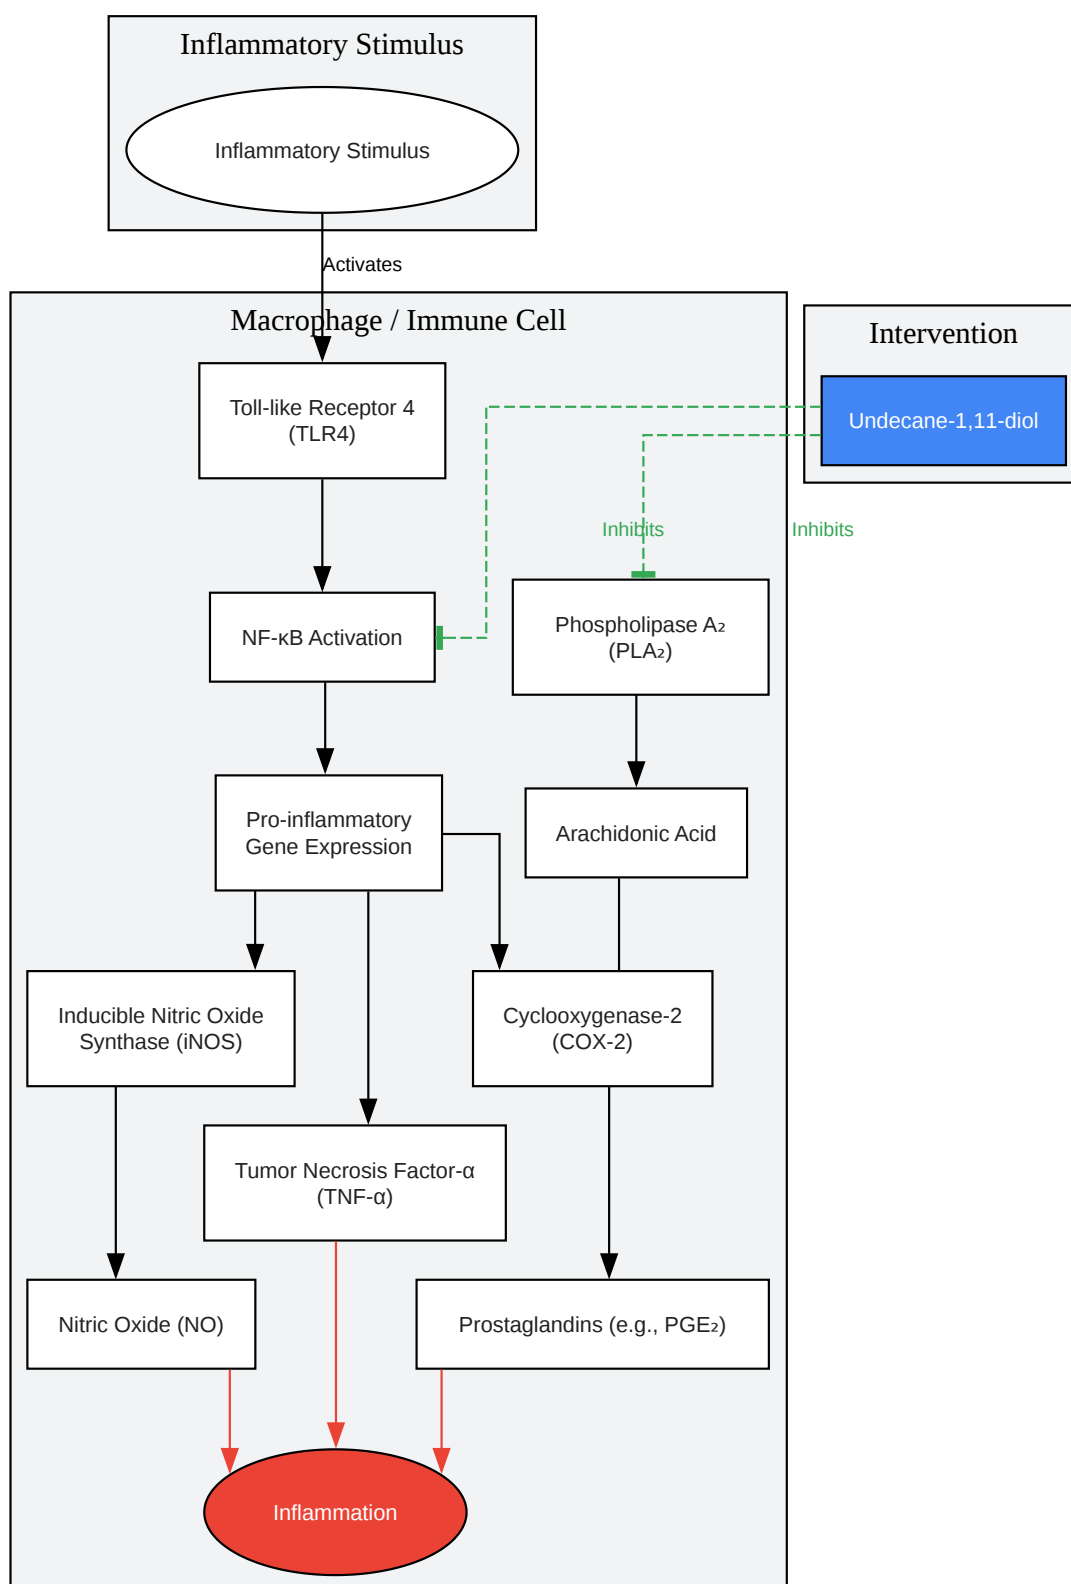 Inflammatory Stimulus
Inflammatory Stimulus
Activates
Macrophage / Immune Cell
Intervention
Toll-like Receptor 4
(TLR4)
Undecane-1,11-diol
Inhibits
Inhibits
NF-κB Activation
Phospholipase A₂
(PLA₂)
Pro-inflammatory
Gene Expression
Arachidonic Acid
Inducible Nitric Oxide
Synthase (iNOS)
Cyclooxygenase-2
(COX-2)
Tumor Necrosis Factor-α
(TNF-α)
Nitric Oxide (NO)
Prostaglandins (e.g., PGE₂)
Inflammation